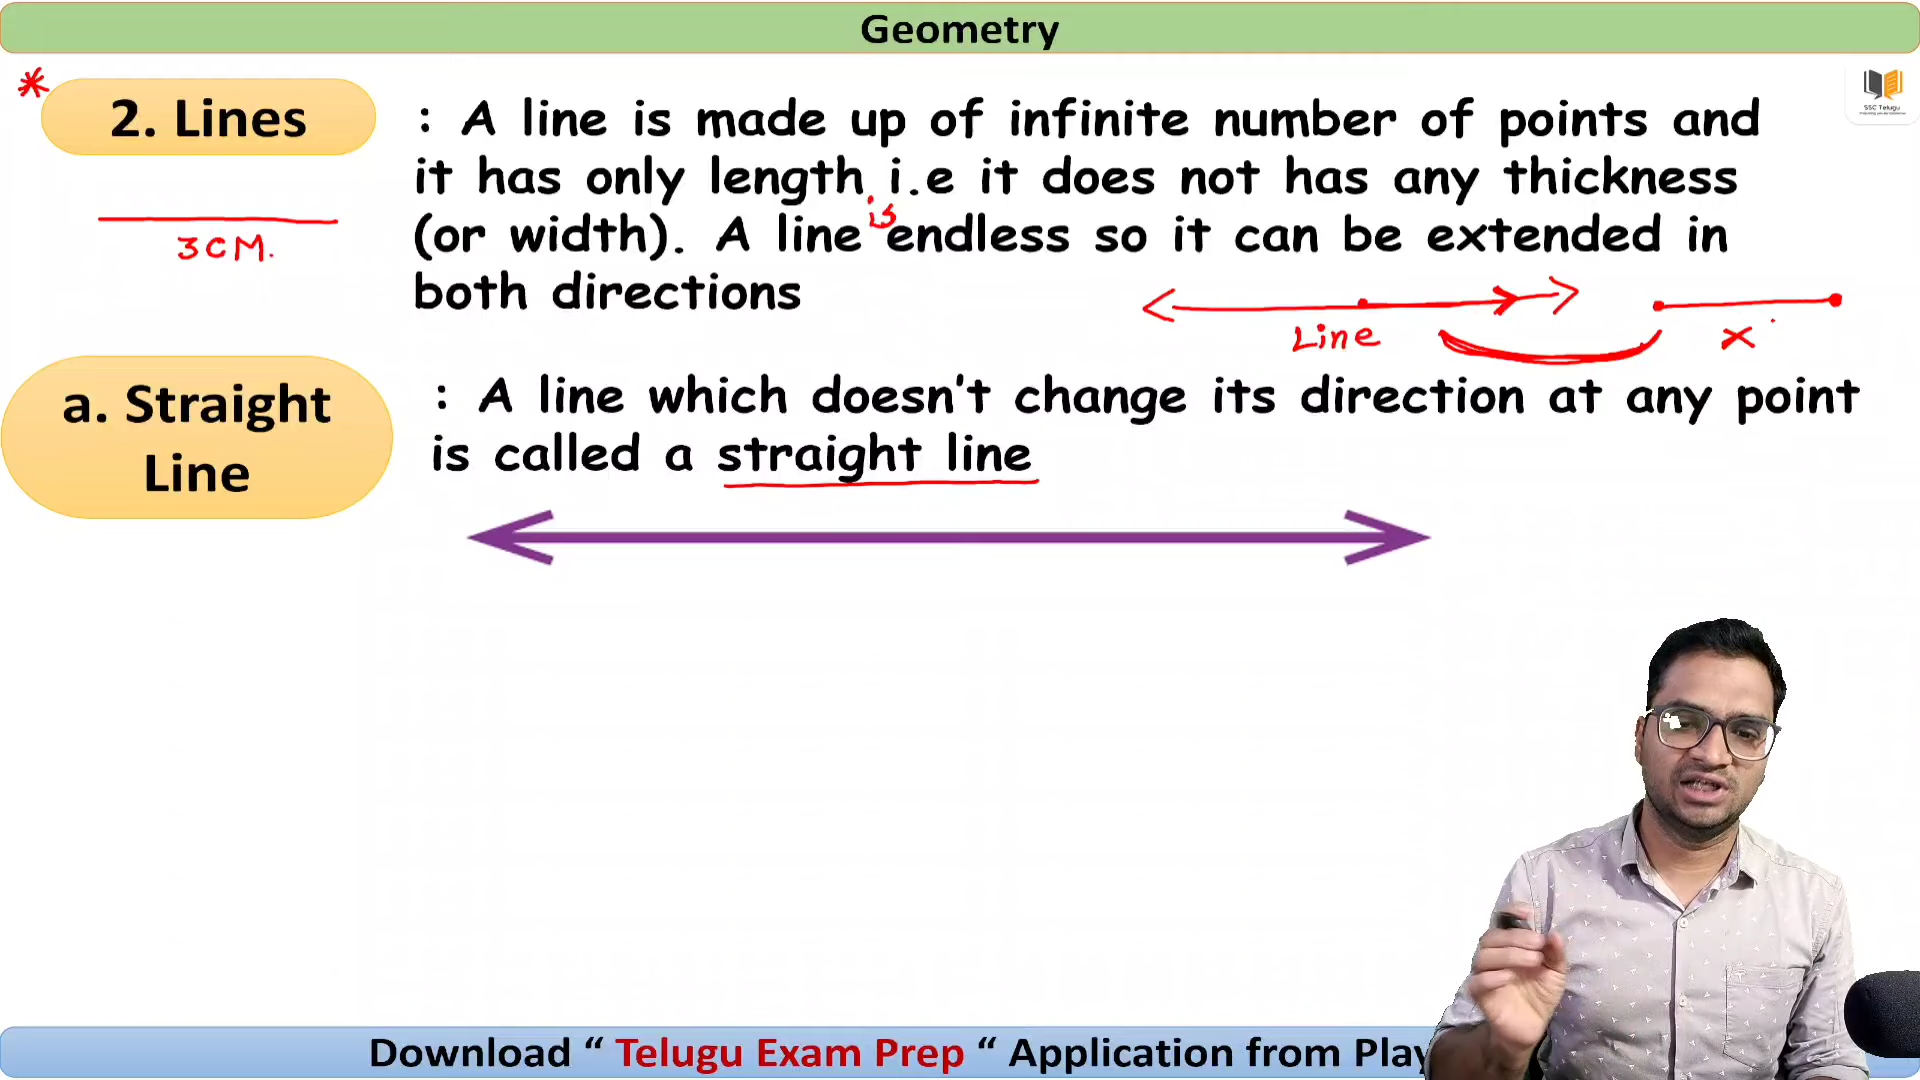 Geometry
* 2. Lines : A line is made up of infinite number of points and
it has only length i.e it does not has any thickness
(or width). A line is endless so it can be extended in
both directions
3CM.
Line
x
SSC Telugu
a. Straight
Line
: A line which doesn't change its direction at any point
is called a straight line
Download “ Telugu Exam Prep “ Application from Play